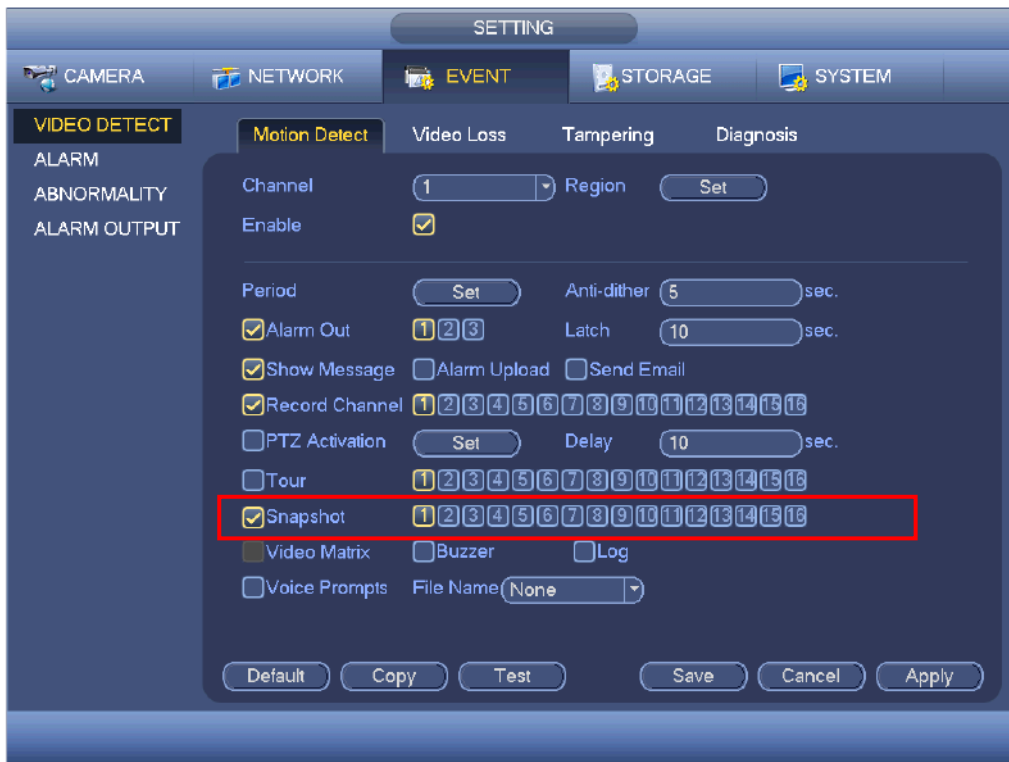 SETTING
CAMERA NETWORK EVENT STORAGE SYSTEM
VIDEO DETECT
ALARM
ABNORMALITY
ALARM OUTPUT
Motion Detect Video Loss Tampering Diagnosis
Channel 1 Region Set
Enable
Period Set Anti-dither 5 sec.
Alarm Out 1 2 3 Latch 10 sec.
Show Message Alarm Upload Send Email
Record Channel 1 2 3 4 5 6 7 8 9 10 11 12 13 14 15 16
PTZ Activation Set Delay 10 sec.
Tour 1 2 3 4 5 6 7 8 9 10 11 12 13 14 15 16
Snapshot 1 2 3 4 5 6 7 8 9 10 11 12 13 14 15 16
Video Matrix Buzzer Log
Voice Prompts File Name None
Default Copy Test Save Cancel Apply